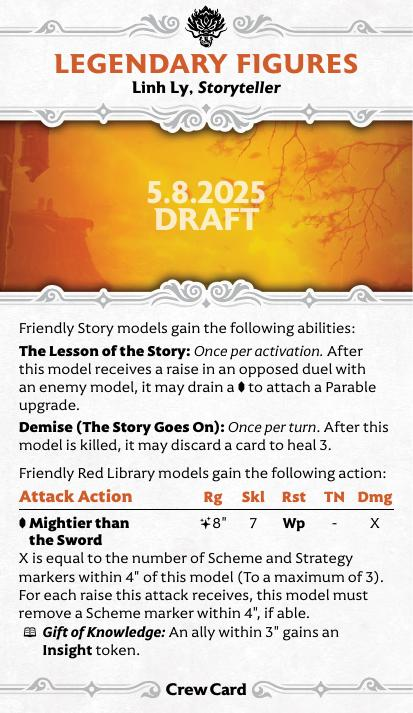 LEGENDARY FIGURES
Linh Ly, Storyteller
5.8.2025
DRAFT
Friendly Story models gain the following abilities:
The Lesson of the Story: Once per activation. After
this model receives a raise in an opposed duel with
an enemy model, it may drain a to attach a Parable
upgrade.
Demise (The Story Goes On): Once per turn. After this
model is killed, it may discard a card to heal 3.
Friendly Red Library models gain the following action:
Attack Action Rg Skl Rst TN Dmg
Mightier than 8" 7 Wp - X
the Sword
X is equal to the number of Scheme and Strategy
markers within 4" of this model (To a maximum of 3).
For each raise this attack receives, this model must
remove a Scheme marker within 4", if able.
Gift of Knowledge: An ally within 3" gains an
Insight token.
Crew Card